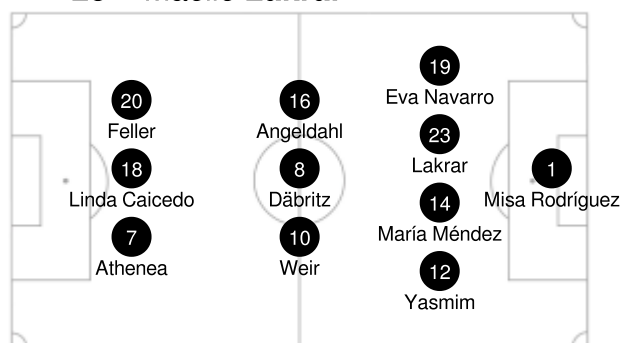 19
Eva Navarro
20
Feller
16
Angeldahl
23
Lakrar
18
Linda Caicedo
8
Däbritz
1
Misa Rodríguez
14
María Méndez
7
Athenea
10
Weir
12
Yasmim